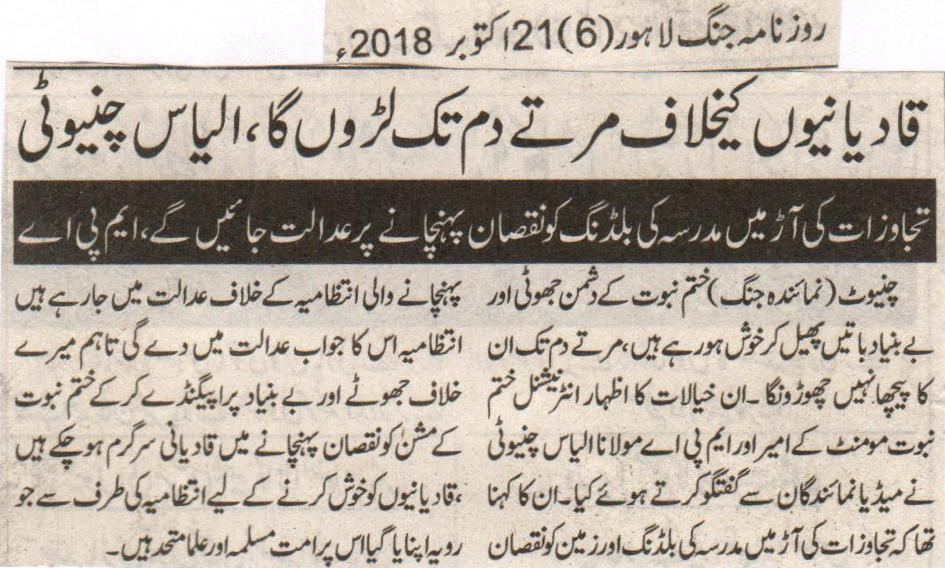 روزنامہ جنگ لاہور (6) 21 اکتوبر 2018ء
قادیانیوں کیخلاف مرتے دم تک لڑوں گا، الیاس چنیوٹی
تجاوزات کی آڑ میں مدرسہ کی بلڈنگ کو نقصان پہنچانے پر عدالت جائیں گے، ایم پی اے
چنیوٹ (نمائندہ جنگ) ختم نبوت کے دشمن جھوٹی اور
بے بنیاد باتیں پھیل کر خوش ہو رہے ہیں، مرتے دم تک ان
کا پیچھا نہیں چھوڑونگا۔ ان خیالات کا اظہار انٹرنیشنل ختم
نبوت مومنٹ کے امیر اور ایم پی اے مولانا الیاس چنیوٹی
نے میڈیا نمائندگان سے گفتگو کرتے ہوئے کیا۔ ان کا کہنا
تھا کہ تجاوزات کی آڑ میں مدرسہ کی بلڈنگ اور زمین کو نقصان
پہنچانے والی انتظامیہ کے خلاف عدالت میں جا رہے ہیں
انتظامیہ اس کا جواب عدالت میں دے گی تاہم میرے
خلاف جھوٹے اور بے بنیاد پراپیگنڈے کر کے ختم نبوت
کے مشن کو نقصان پہنچانے میں قادیانی سرگرم ہو چکے ہیں
، قادیانیوں کو خوش کرنے کے لیے انتظامیہ کی طرف سے جو
رویہ اپنایا گیا اس پر امت مسلمہ اور علما متحد ہیں۔